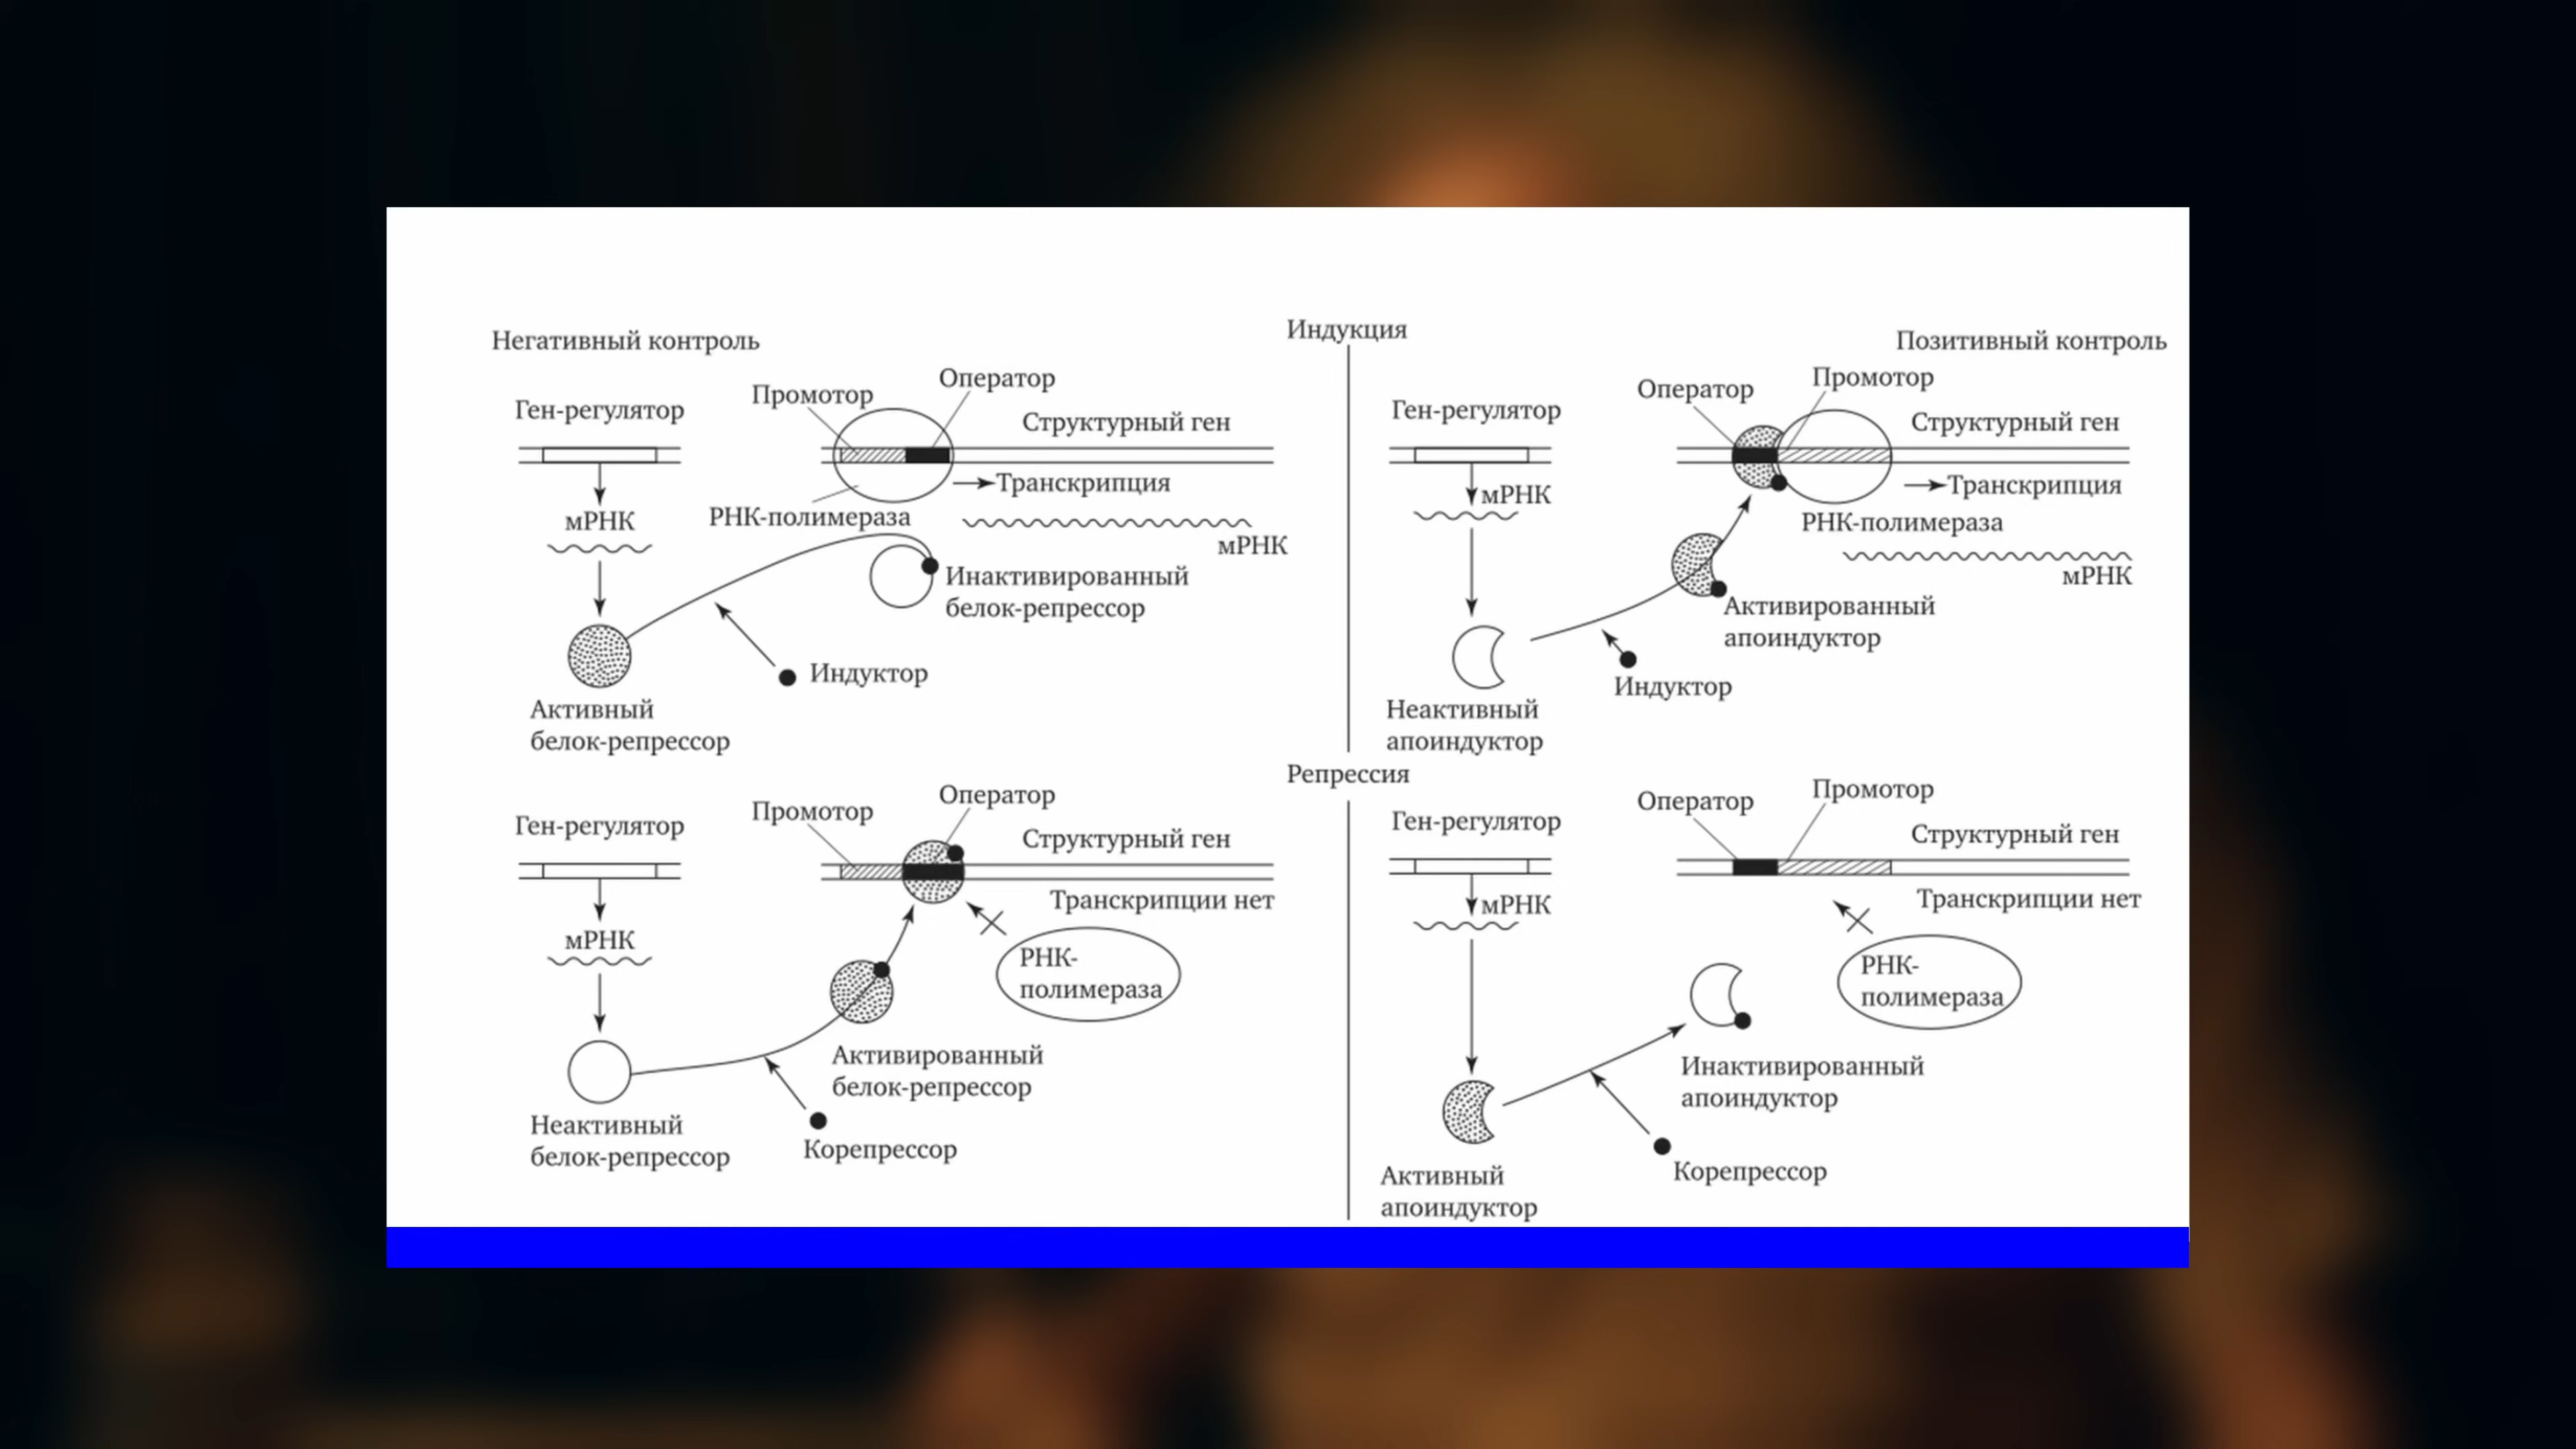 Индукция
Негативный контроль
Ген-регулятор
Промотор
Оператор
Структурный ген
Транскрипция
РНК-полимераза
мРНК
мРНК
Инактивированный
белок-репрессор
Индуктор
Активный
белок-репрессор
Позитивный контроль
Ген-регулятор
Оператор
Промотор
Структурный ген
Транскрипция
мРНК
РНК-полимераза
мРНК
Активированный
апоиндуктор
Индуктор
Неактивный
апоиндуктор
Репрессия
Ген-регулятор
Промотор
Оператор
Структурный ген
Транскрипции нет
мРНК
РНК-
полимераза
Активированный
белок-репрессор
Неактивный
белок-репрессор
Корепрессор
Ген-регулятор
Оператор
Промотор
Структурный ген
Транскрипции нет
мРНК
РНК-
полимераза
Инактивированный
апоиндуктор
Корепрессор
Активный
апоиндуктор